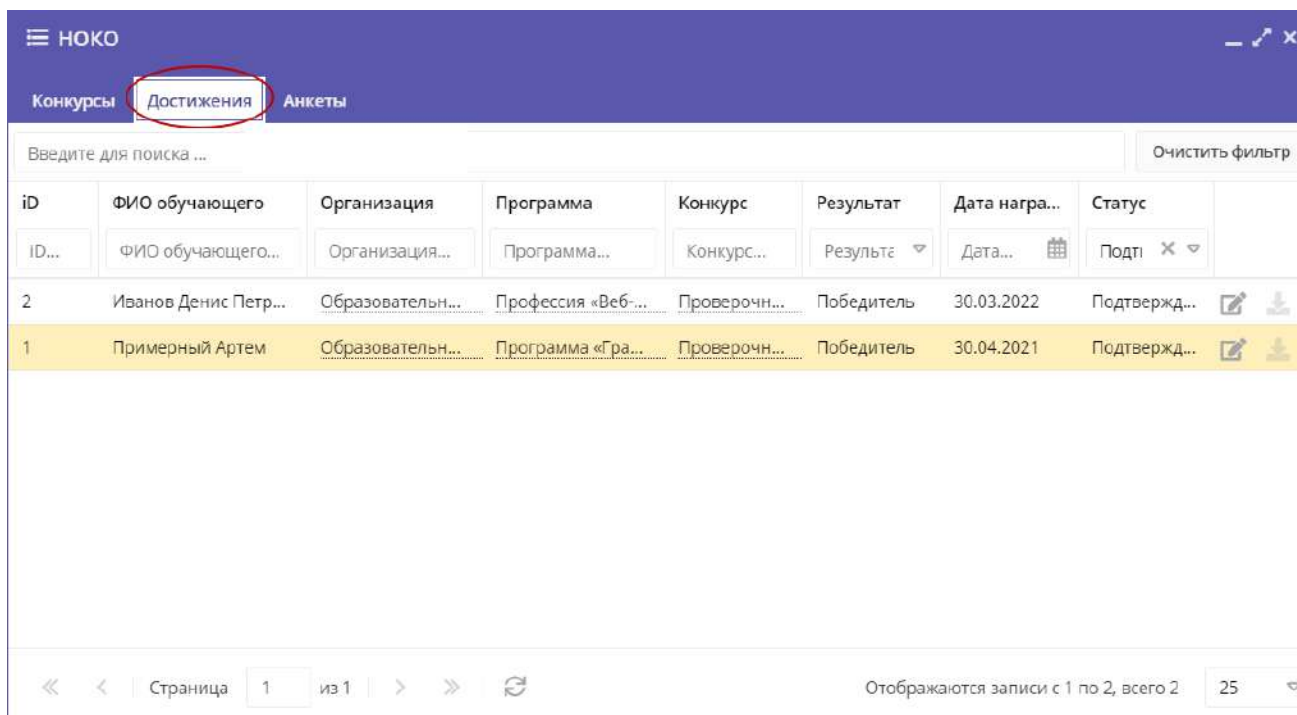 НОКО
Конкурсы Достижения Анкеты
Введите для поиска ... Очистить фильтр
iD ФИО обучающего Организация Программа Конкурс Результат Дата награ... Статус
ID... ФИО обучающего... Организация... Программа... Конкурс... Результа Дата... Подтı
2 Иванов Денис Петр... Образовательн... Профессия «Веб-... Проверочн... Победитель 30.03.2022 Подтвержд...
1 Примерный Артем Образовательн... Программа «Гра... Проверочн... Победитель 30.04.2021 Подтвержд...
Страница 1 из 1 Отображаются записи с 1 по 2, всего 2 25